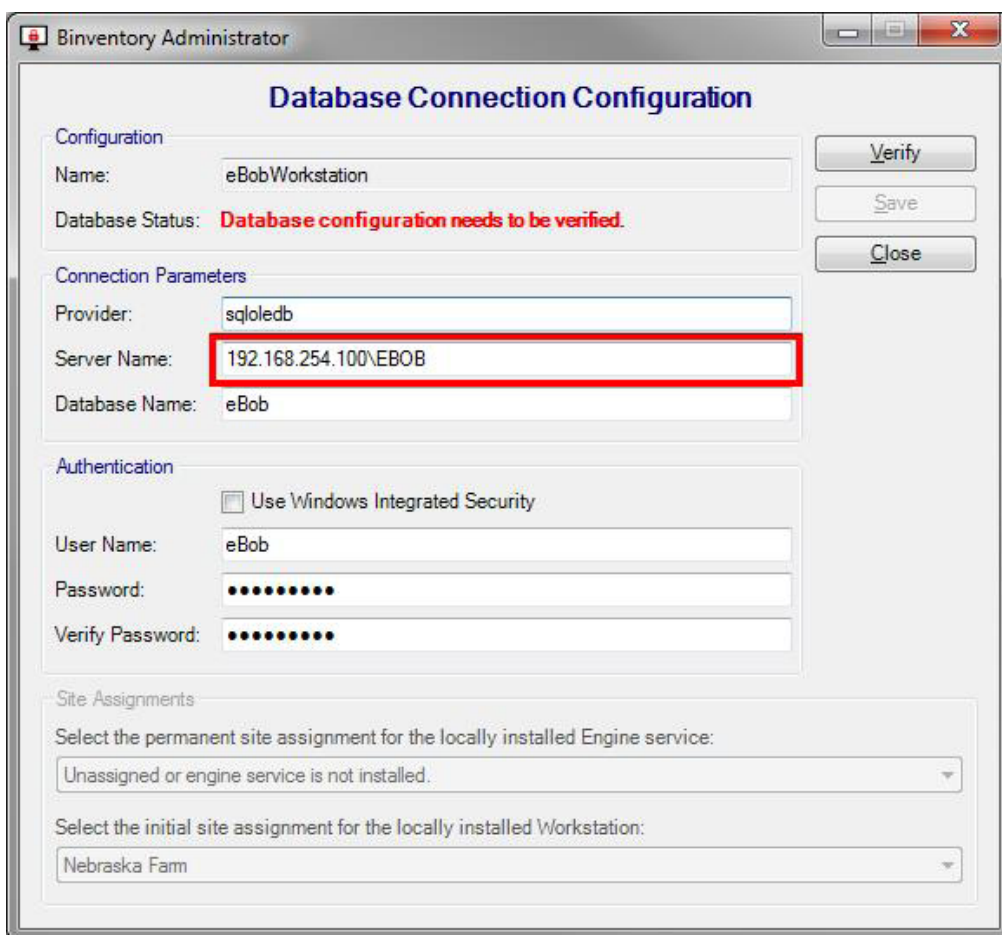 Binventory Administrator
Database Connection Configuration
Configuration
Name: eBobWorkstation
Database Status: Database configuration needs to be verified.
Verify
Save
Close
Connection Parameters
Provider: sqloledb
Server Name: 192.168.254.100\EBOB
Database Name: eBob
Authentication
Use Windows Integrated Security
User Name: eBob
Password: •••••••••
Verify Password: •••••••••
Site Assignments
Select the permanent site assignment for the locally installed Engine service:
Unassigned or engine service is not installed.
Select the initial site assignment for the locally installed Workstation:
Nebraska Farm